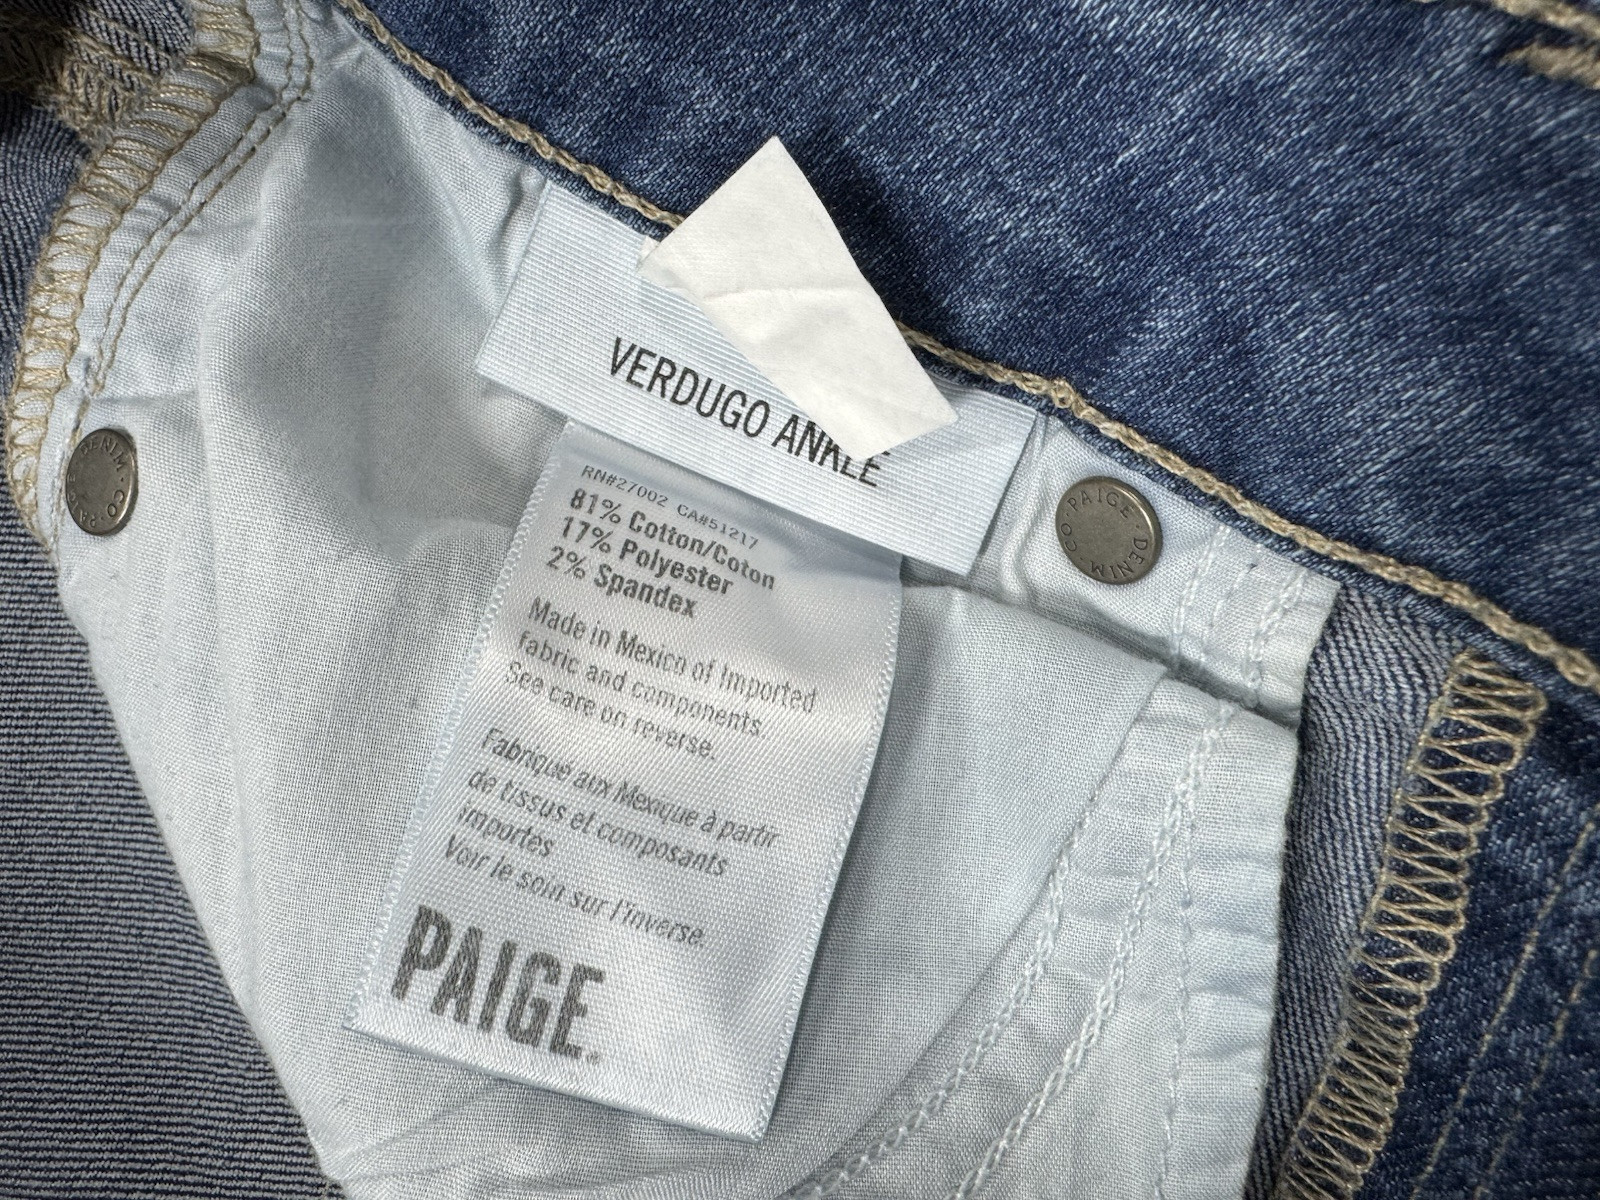 VERDUGO ANKLE
RN#27002 CA#51217
81% Cotton/Coton
17% Polyester
2% Spandex
Made in Mexico of Imported
fabric and components.
See care on reverse.
Fabrique aux Mexique à partir
de tissus et composants
importes
Voir le soin sur l'inverse.
PAIGE.
PAIGE · DENIM · CO ·
PAIGE · DENIM · CO ·